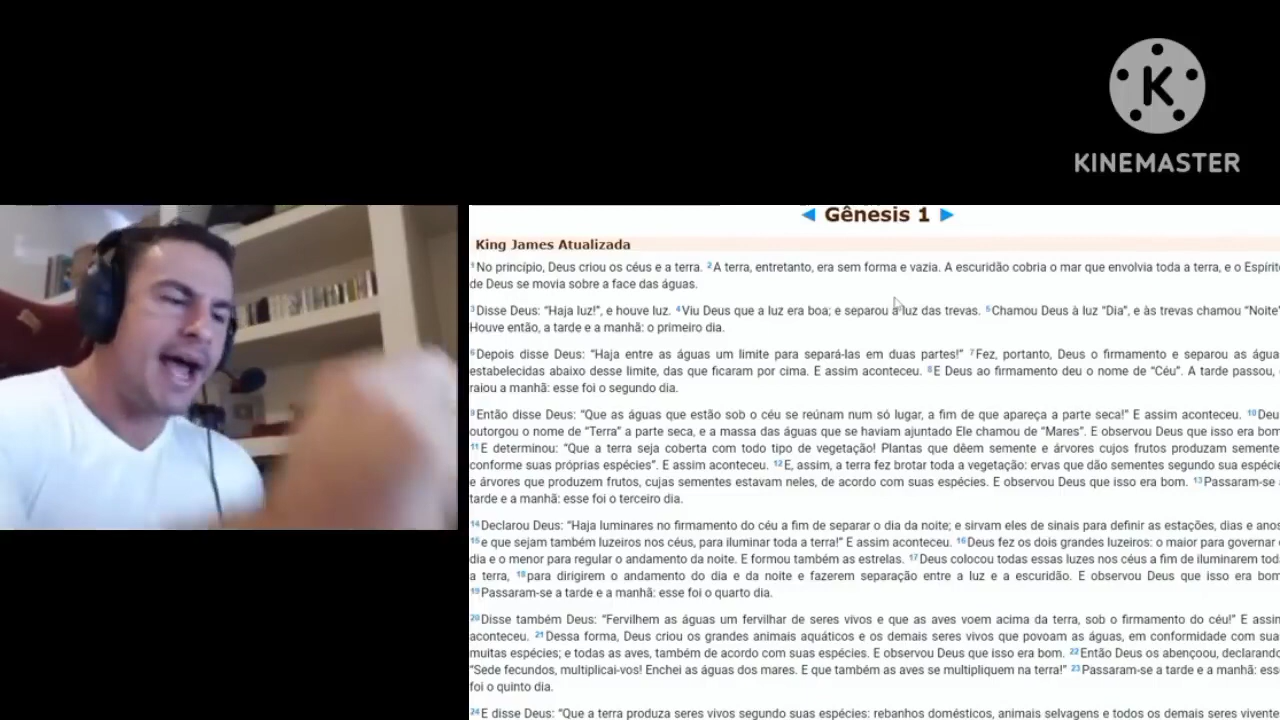 KINEMASTER
◄ Gênesis 1 ►
King James Atualizada
1No princípio, Deus criou os céus e a terra. 2A terra, entretanto, era sem forma e vazia. A escuridão cobria o mar que envolvia toda a terra, e o Espírito
de Deus se movia sobre a face das águas.
3Disse Deus: “Haja luz!”, e houve luz. 4Viu Deus que a luz era boa; e separou a luz das trevas. 5Chamou Deus à luz “Dia”, e às trevas chamou “Noite”
Houve então, a tarde e a manhã: o primeiro dia.
6Depois disse Deus: “Haja entre as águas um limite para separá-las em duas partes!” 7Fez, portanto, Deus o firmamento e separou as água
estabelecidas abaixo desse limite, das que ficaram por cima. E assim aconteceu. 8E Deus ao firmamento deu o nome de “Céu”. A tarde passou,
raiou a manhã: esse foi o segundo dia.
9Então disse Deus: “Que as águas que estão sob o céu se reúnam num só lugar, a fim de que apareça a parte seca!” E assim aconteceu. 10Deu
outorgou o nome de “Terra” a parte seca, e a massa das águas que se haviam ajuntado Ele chamou de “Mares”. E observou Deus que isso era bom
11E determinou: “Que a terra seja coberta com todo tipo de vegetação! Plantas que dêem semente e árvores cujos frutos produzam semente
conforme suas próprias espécies”. E assim aconteceu. 12E, assim, a terra fez brotar toda a vegetação: ervas que dão sementes segundo sua espécie
e árvores que produzem frutos, cujas sementes estavam neles, de acordo com suas espécies. E observou Deus que isso era bom. 13Passaram-se a
tarde e a manhã: esse foi o terceiro dia.
14Declarou Deus: “Haja luminares no firmamento do céu a fim de separar o dia da noite; e sirvam eles de sinais para definir as estações, dias e anos
15e que sejam também luzeiros nos céus, para iluminar toda a terra!” E assim aconteceu. 16Deus fez os dois grandes luzeiros: o maior para governar
dia e o menor para regular o andamento da noite. E formou também as estrelas. 17Deus colocou todas essas luzes nos céus a fim de iluminarem tod
a terra, 18para dirigirem o andamento do dia e da noite e fazerem separação entre a luz e a escuridão. E observou Deus que isso era bom
19Passaram-se a tarde e a manhã: esse foi o quarto dia.
20Disse também Deus: “Fervilhem as águas um fervilhar de seres vivos e que as aves voem acima da terra, sob o firmamento do céu!” E assim
aconteceu. 21Dessa forma, Deus criou os grandes animais aquáticos e os demais seres vivos que povoam as águas, em conformidade com sua
muitas espécies; e todas as aves, também de acordo com suas espécies. E observou Deus que isso era bom. 22Então Deus os abençoou, declarando
“Sede fecundos, multiplicai-vos! Enchei as águas dos mares. E que também as aves se multipliquem na terra!” 23Passaram-se a tarde e a manhã: ess
foi o quinto dia.
24E disse Deus: “Que a terra produza seres vivos segundo suas espécies: rebanhos domésticos, animais selvagens e todos os demais seres vivente